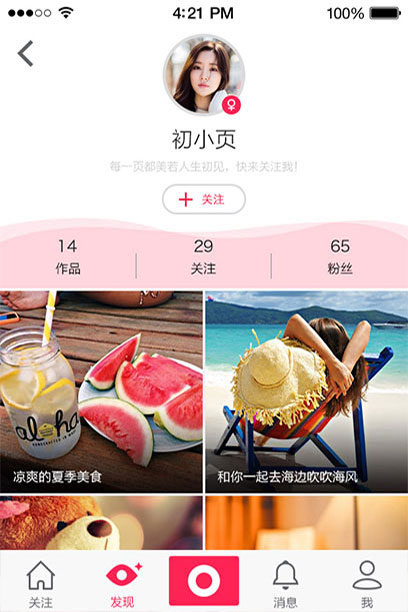 4:21 PM
100%
初小页
每一页都美若人生初见，快来关注我！
+ 关注
14
29
65
作品
关注
粉丝
aloha
凉爽的夏季美食
和你一起去海边吹吹海风
关注
发现
消息
我